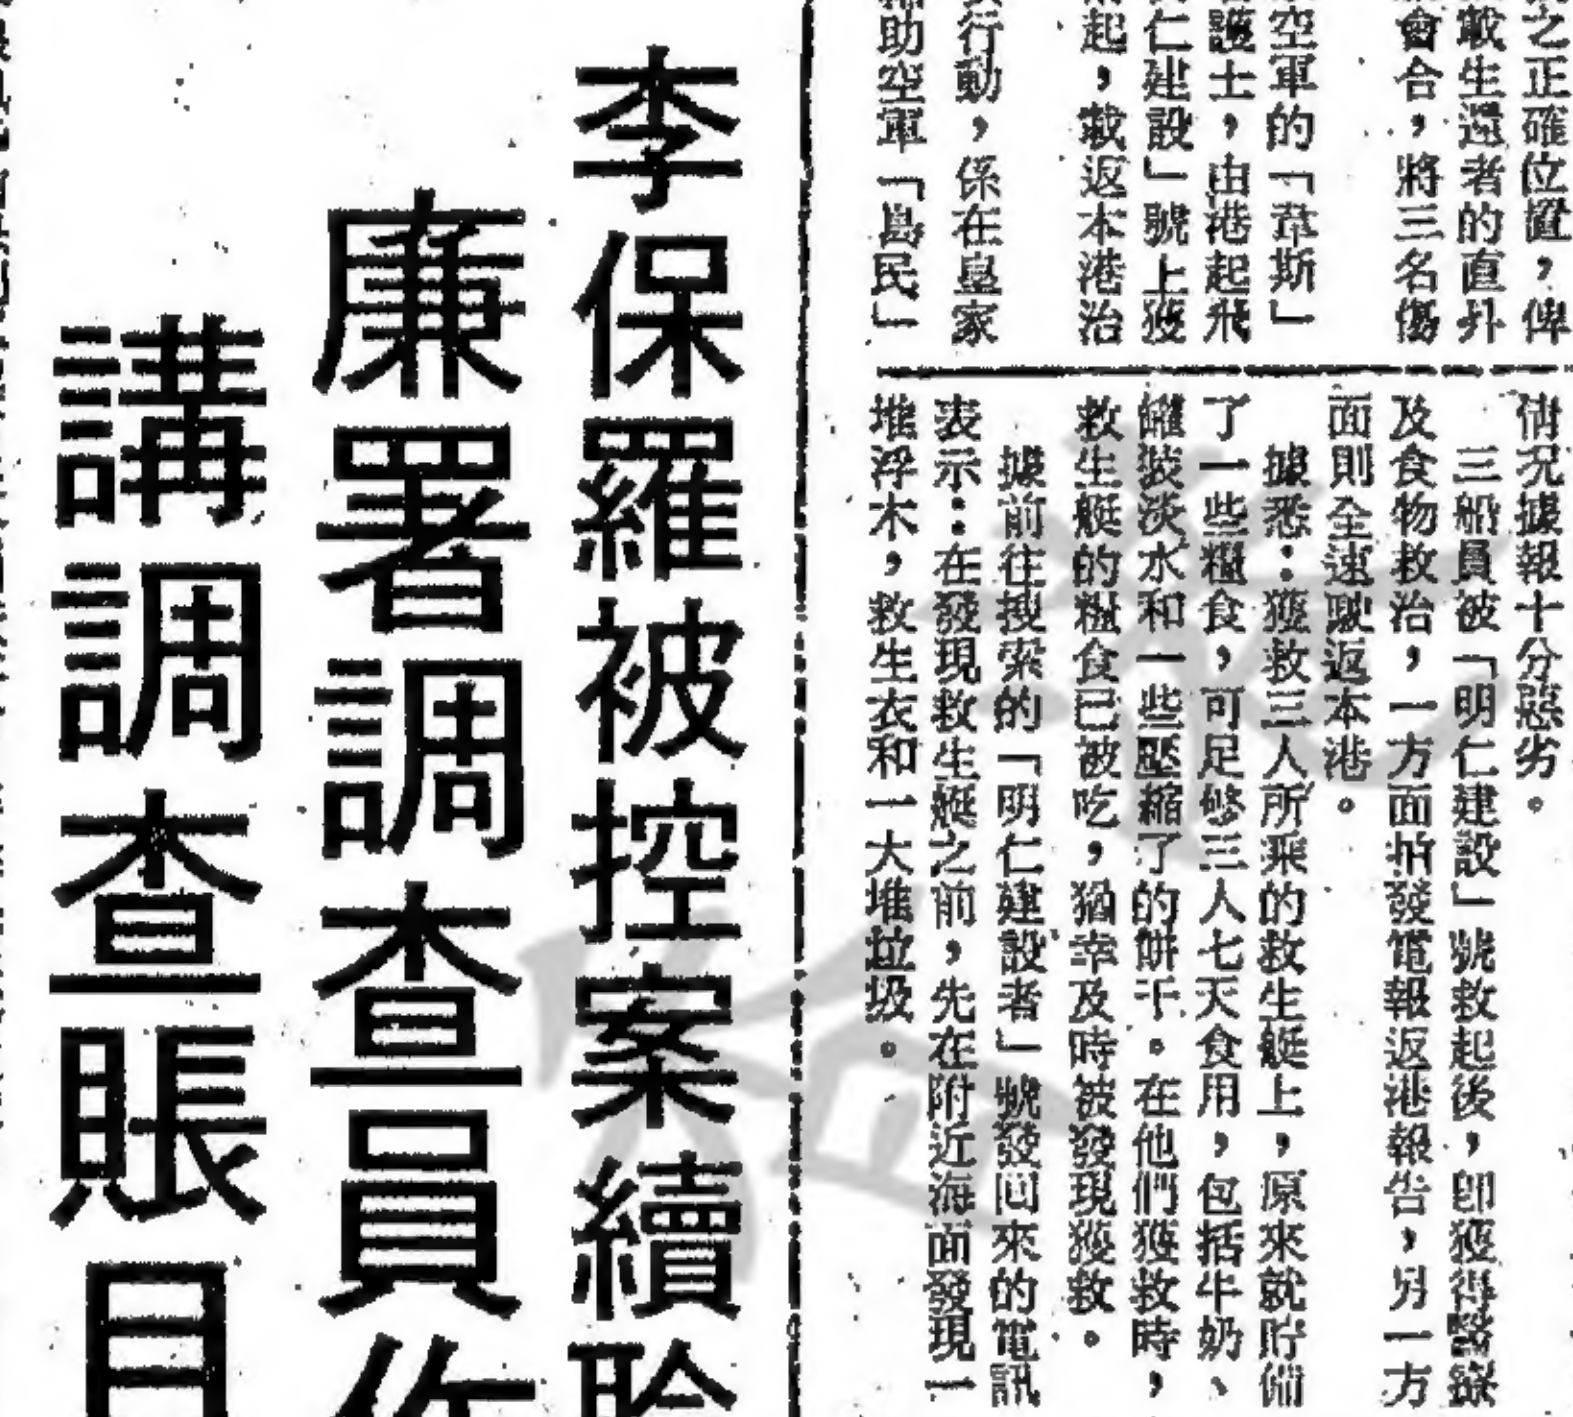 之正確位置，俾
載生還者的直升
會合，將三名傷
空軍的「韋斯」
護士，由港起飛
仁建設」號上獲
起，載返本港治
行動，係在皇家
助空軍「島民」
情況據報十分惡劣。
三船員被「明仁建設」號救起後，卽獲得醫療
及食物救治，一方面拍發電報返港報告，另一方
面則全速駛返本港。
據悉：獲救三人所乘的救生艇上，原來就貯備
了一些糧食，可足够三人七天食用，包括牛奶、
罐裝淡水和一些壓縮了的餅干。在他們獲救時，
救生艇的糧食已被吃，猶幸及時被發現獲救。
據前往搜索的「明仁建設者」號發回來的電訊
表示：在發現救生艇之前，先在附近海面發現一
堆浮木，救生衣和一大堆垃圾。
李保羅被控案續聆
廉署調查員作
講調查賬目